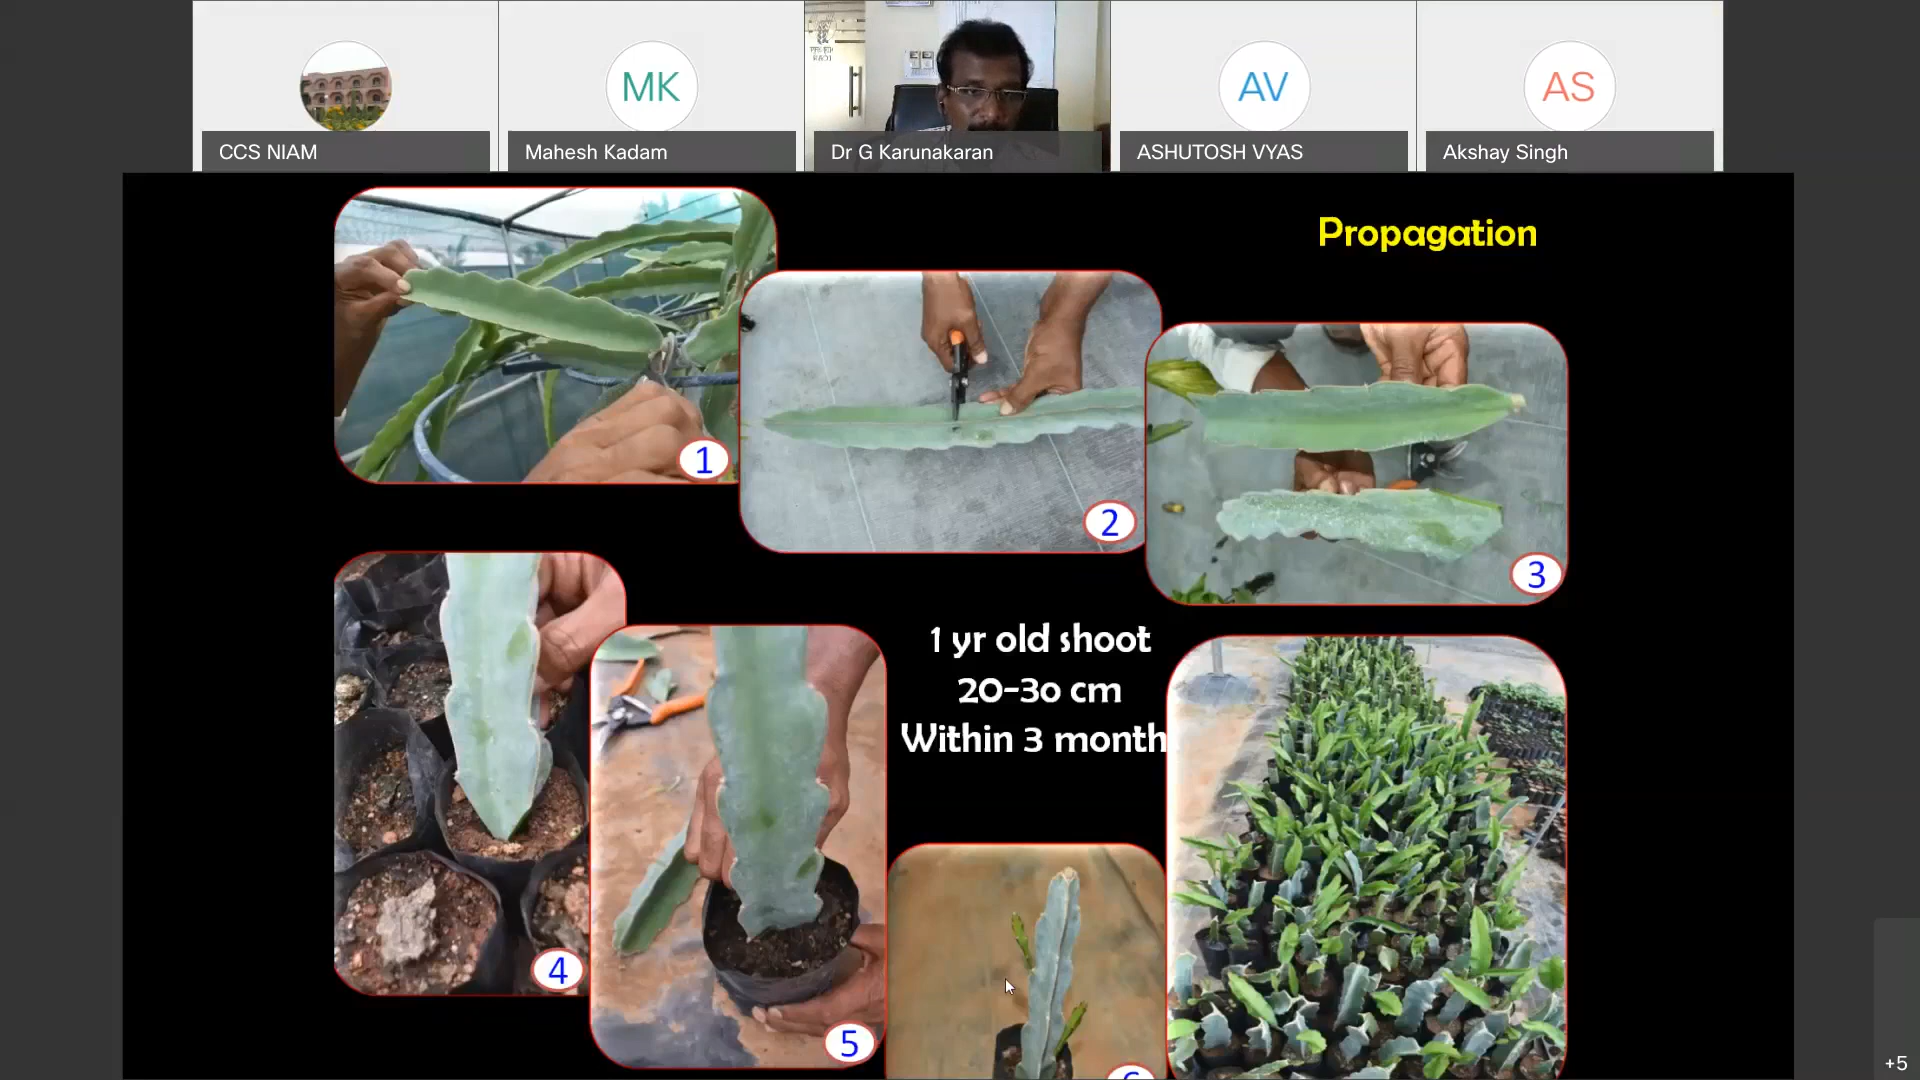 MK
AV
AS
CCS NIAM
Mahesh Kadam
Dr G Karunakaran
ASHUTOSH VYAS
Akshay Singh
Propagation
1
2
3
1 yr old shoot
20-30 cm
Within 3 month
4
5
+5